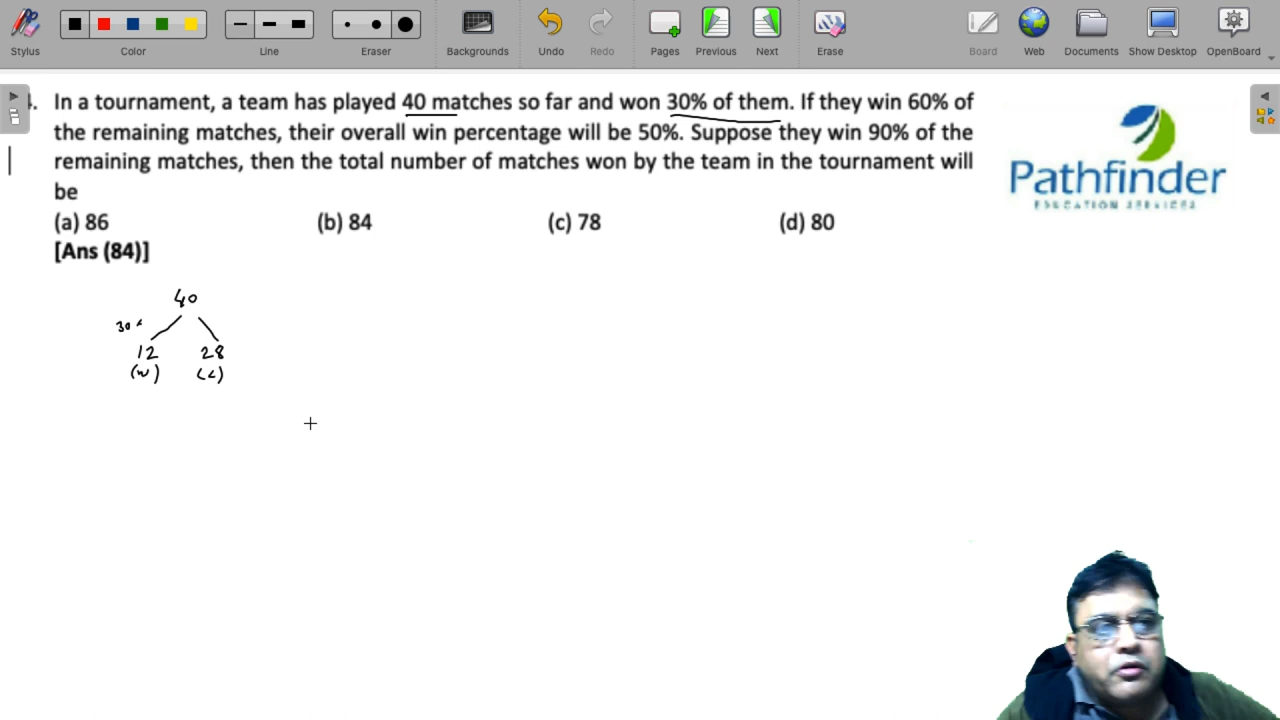 Stylus
Color
Line
Eraser
Backgrounds
Undo
Redo
Pages
Previous
Next
Erase
Board
Web
Documents
Show Desktop
OpenBoard
In a tournament, a team has played 40 matches so far and won 30% of them. If they win 60% of
the remaining matches, their overall win percentage will be 50%. Suppose they win 90% of the
remaining matches, then the total number of matches won by the team in the tournament will
be
(a) 86 (b) 84 (c) 78 (d) 80
[Ans (84)]
Pathfinder
EDUCATION SERVICES
40
30
12 28
(W) (L)